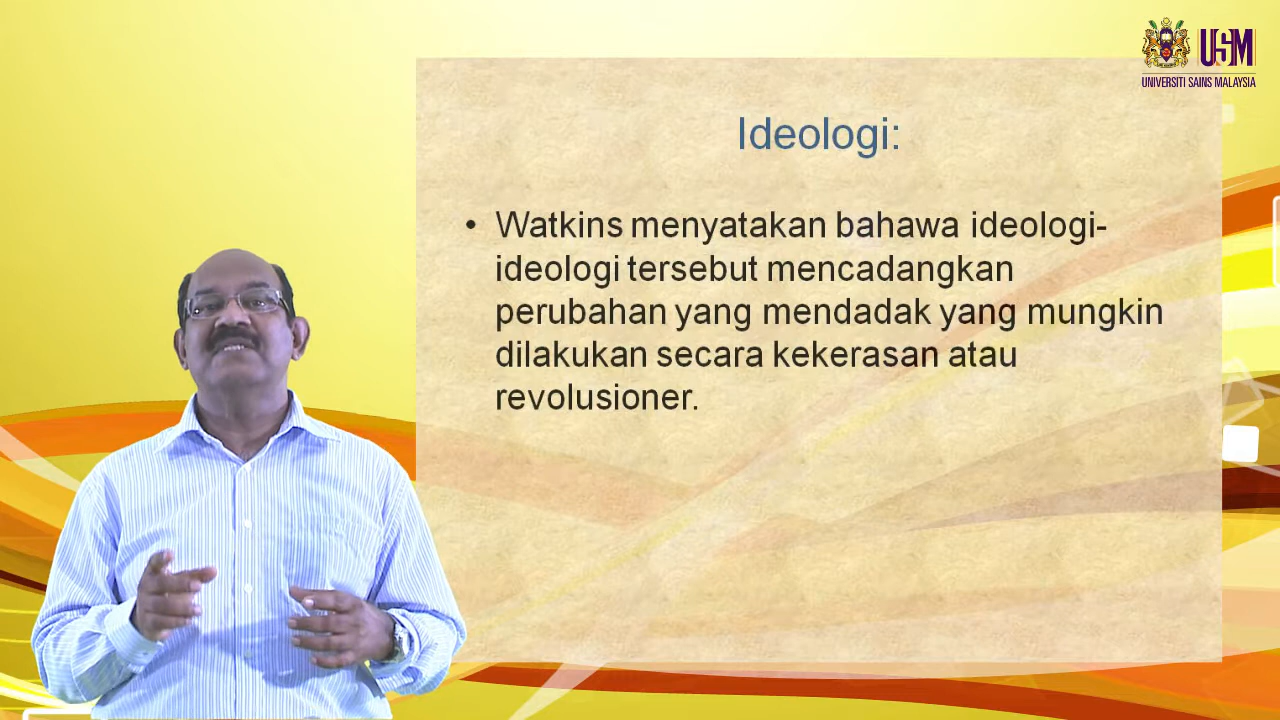 USM
UNIVERSITI SAINS MALAYSIA
Ideologi:
• Watkins menyatakan bahawa ideologi-
ideologi tersebut mencadangkan
perubahan yang mendadak yang mungkin
dilakukan secara kekerasan atau
revolusioner.